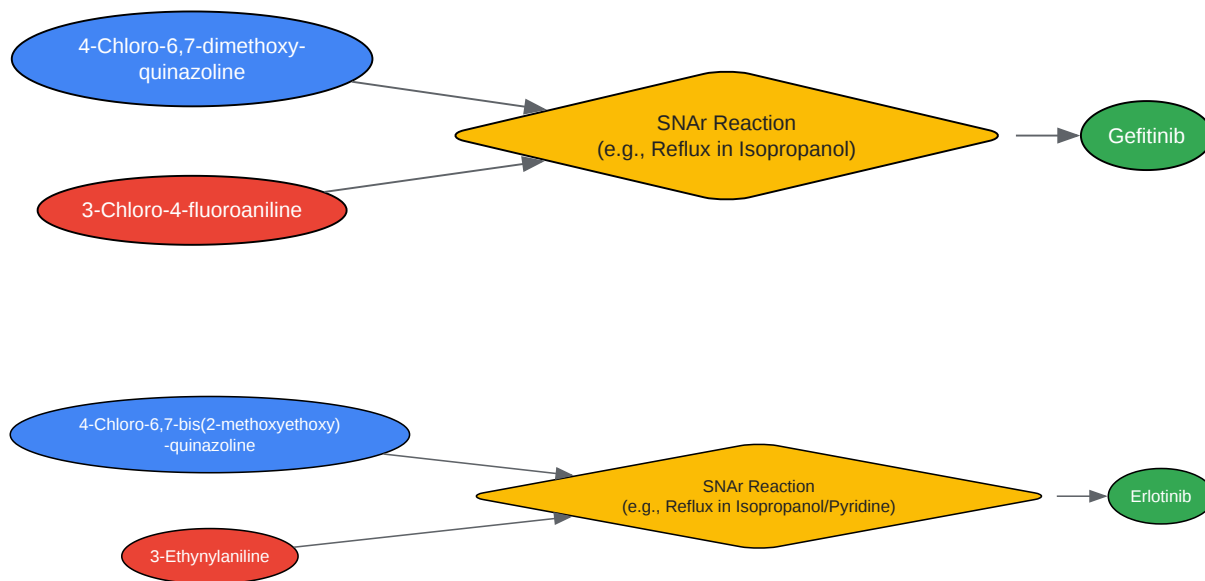 4-Chloro-6,7-dimethoxy-
quinazoline
SNAr Reaction
(e.g., Reflux in Isopropanol)
Gefitinib
3-Chloro-4-fluoroaniline
4-Chloro-6,7-bis(2-methoxyethoxy)
-quinazoline
SNAr Reaction
(e.g., Reflux in Isopropanol/Pyridine)
Erlotinib
3-Ethynylaniline